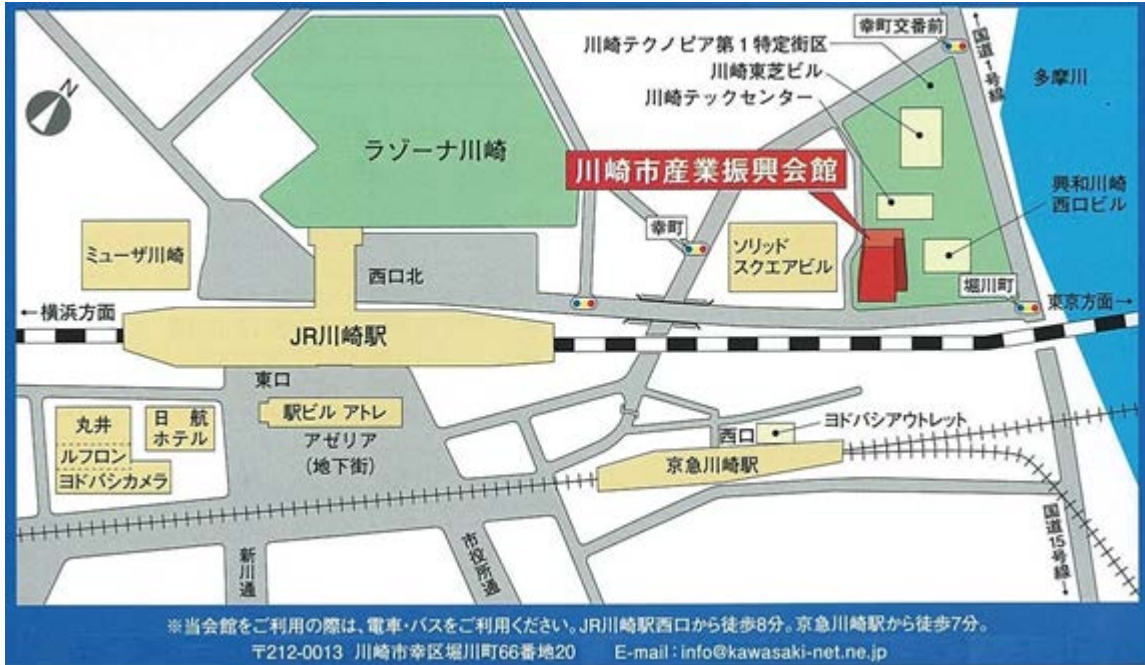 幸町交番前
国道1号線
川崎テクノピア第1特定街区
川崎東芝ビル
川崎テックセンター
多摩川
N
ラゾーナ川崎
川崎市産業振興会館
興和川崎
西口ビル
幸町
ソリッド
スクエアビル
ミューザ川崎
西口北
堀川町
←横浜方面
東京方面→
JR川崎駅
東口
丸井
ルフロン
ヨドバシカメラ
日航
ホテル
駅ビル アトレ
アゼリア
(地下街)
西口
ヨドバシアウトレット
京急川崎駅
新川通
市役所通
国道15号線
※当会館をご利用の際は、電車・バスをご利用ください。JR川崎駅西口から徒歩8分。京急川崎駅から徒歩7分。
〒212-0013 川崎市幸区堀川町66番地20 E-mail:info@kawasaki-net.ne.jp